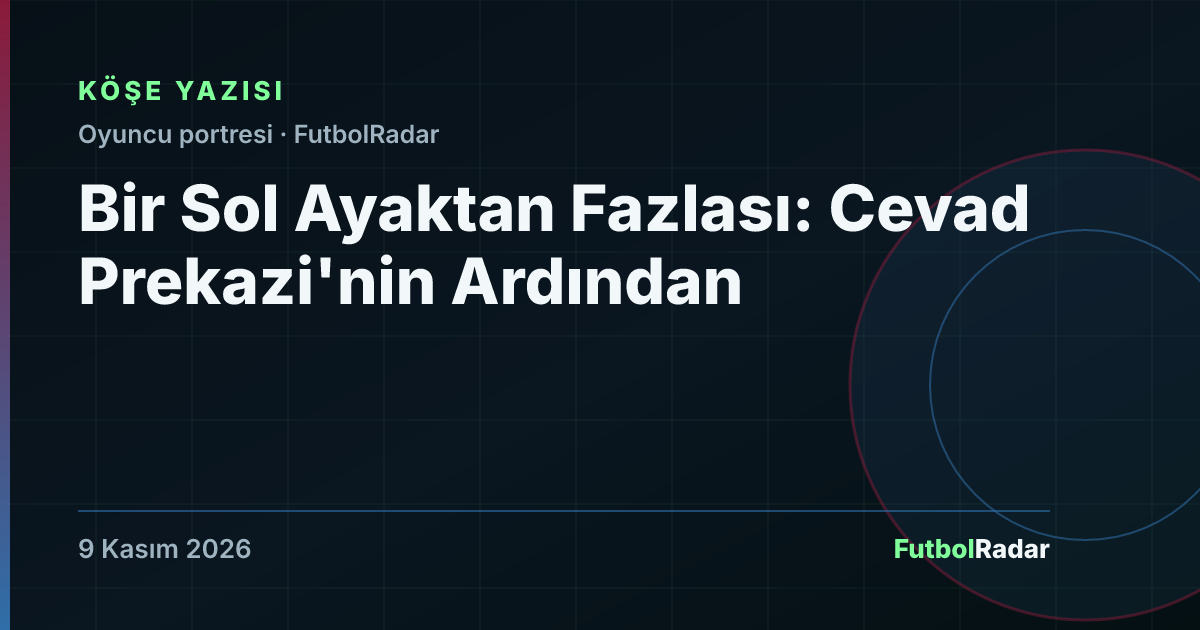 KÖŞE YAZISI
Oyuncu portresi · FutbolRadar
Bir Sol Ayaktan Fazlası: Cevad
Prekazi'nin Ardından
9 Kasım 2026
FutbolRadar